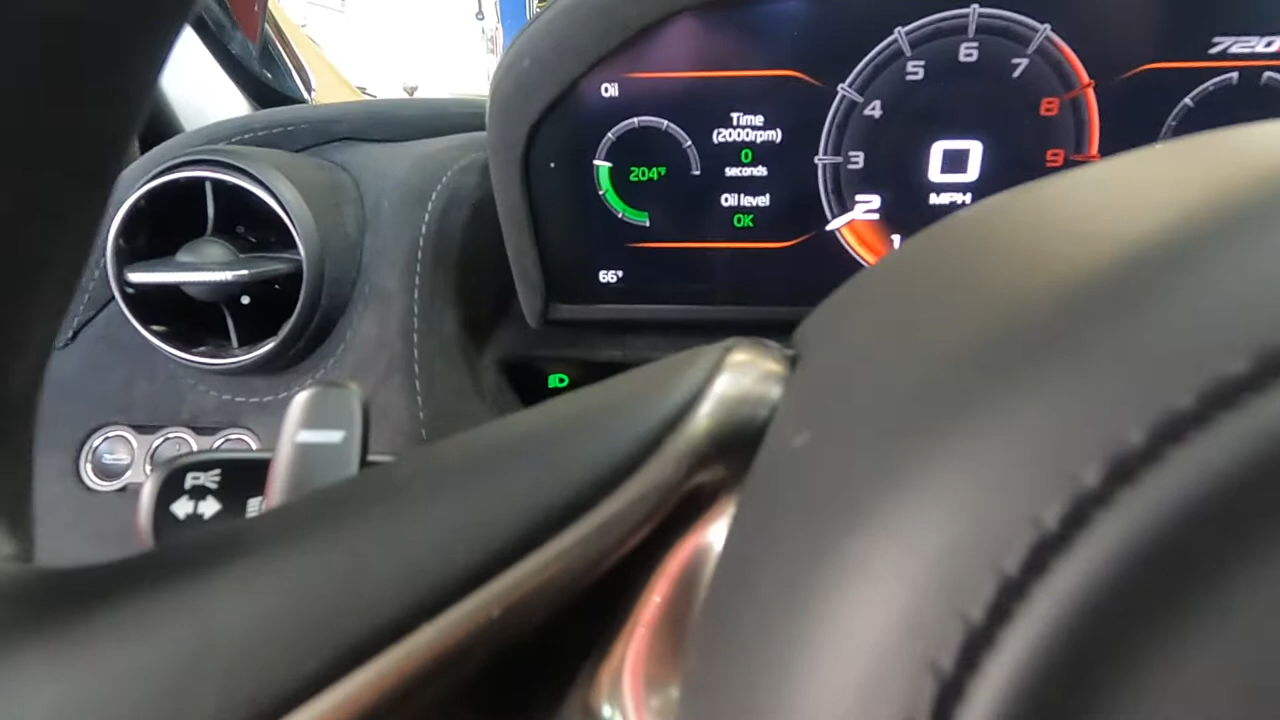 Oil
204°F
Time
(2000rpm)
0
seconds
Oil level
OK
66°F
1
2
3
4
5
6
7
8
9
0
MPH
720